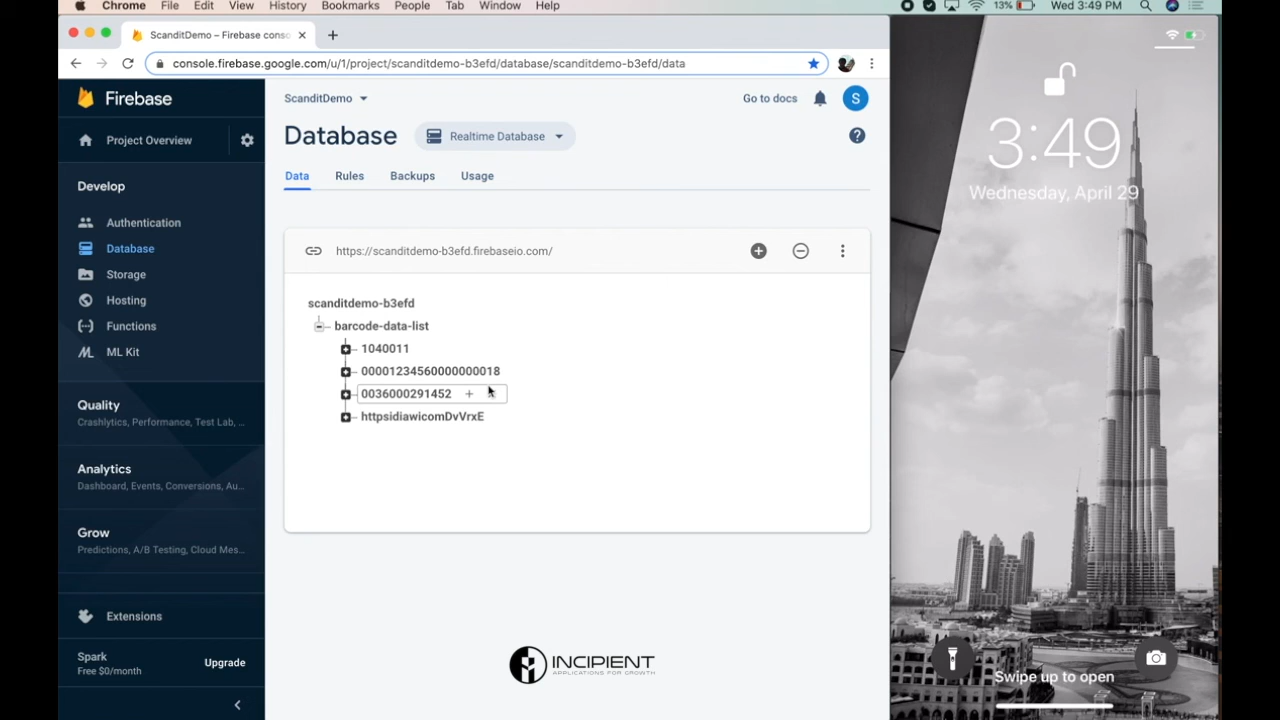 Chrome File Edit View History Bookmarks People Tab Window Help 13% Wed 3:49 PM
ScanditDemo – Firebase conso
console.firebase.google.com/u/1/project/scanditdemo-b3efd/database/scanditdemo-b3efd/data
Firebase
Project Overview
Develop
Authentication
Database
Storage
Hosting
Functions
ML Kit
Quality
Crashlytics, Performance, Test Lab, ...
Analytics
Dashboard, Events, Conversions, Au...
Grow
Predictions, A/B Testing, Cloud Mes...
Extensions
Spark
Free $0/month
Upgrade
ScanditDemo
Go to docs
S
Database
Realtime Database
Data Rules Backups Usage
https://scanditdemo-b3efd.firebaseio.com/
scanditdemo-b3efd
barcode-data-list
1040011
00001234560000000018
0036000291452
httpsidiawicomDvVrxE
INCIPIENT
APPLICATIONS FOR GROWTH
3:49
Wednesday, April 29
Swipe up to open